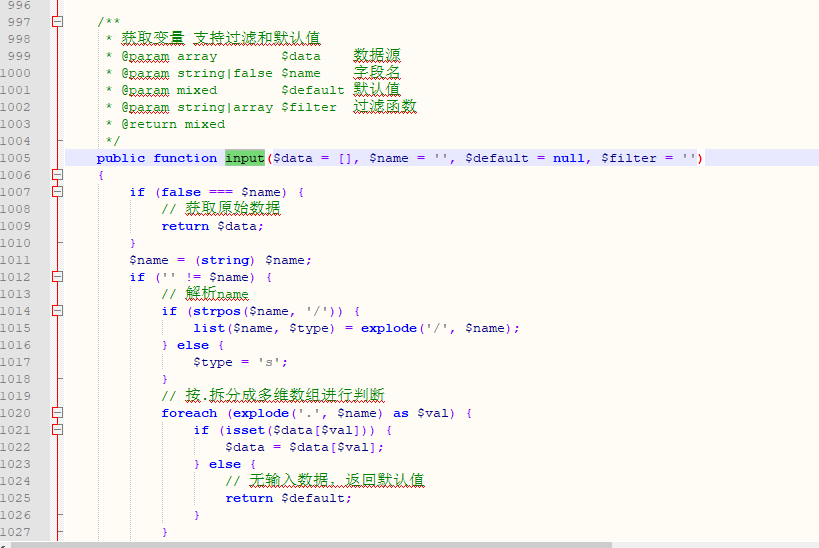 996
997 /**
998 * 获取变量 支持过滤和默认值
999 * @param array $data 数据源
1000 * @param string|false $name 字段名
1001 * @param mixed $default 默认值
1002 * @param string|array $filter 过滤函数
1003 * @return mixed
1004 */
1005 public function input($data = [], $name = '', $default = null, $filter = '')
1006 {
1007 if (false === $name) {
1008 // 获取原始数据
1009 return $data;
1010 }
1011 $name = (string) $name;
1012 if ('' != $name) {
1013 // 解析name
1014 if (strpos($name, '/')) {
1015 list($name, $type) = explode('/', $name);
1016 } else {
1017 $type = 's';
1018 }
1019 // 按.拆分成多维数组进行判断
1020 foreach (explode('.', $name) as $val) {
1021 if (isset($data[$val])) {
1022 $data = $data[$val];
1023 } else {
1024 // 无输入数据，返回默认值
1025 return $default;
1026 }
1027 }